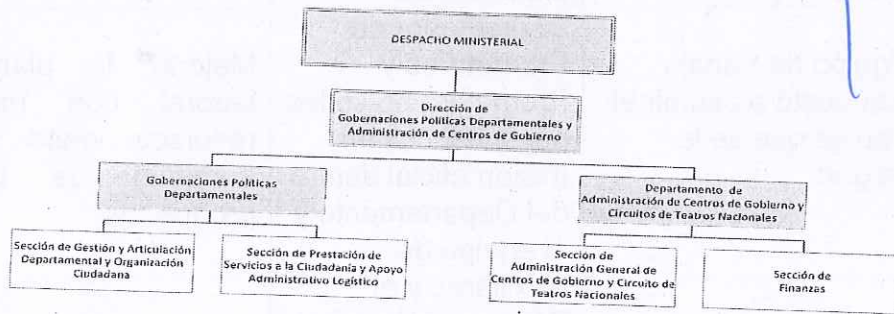 DESPACHO MINISTERIAL
Dirección de
Gobernaciones Políticas Departamentales y
Administración de Centros de Gobierno
Gobernaciones Políticas
Departamentales
Departamento de
Administración de Centros de Gobierno y
Circuitos de Teatros Nacionales
Sección de Gestión y Articulación
Departamental y Organización
Ciudadana
Sección de Prestación de
Servicios a la Ciudadanía y Apoyo
Administrativo Logístico
Sección de
Administración General de
Centros de Gobierno y Circuito de
Teatros Nacionales
Sección de
Finanzas